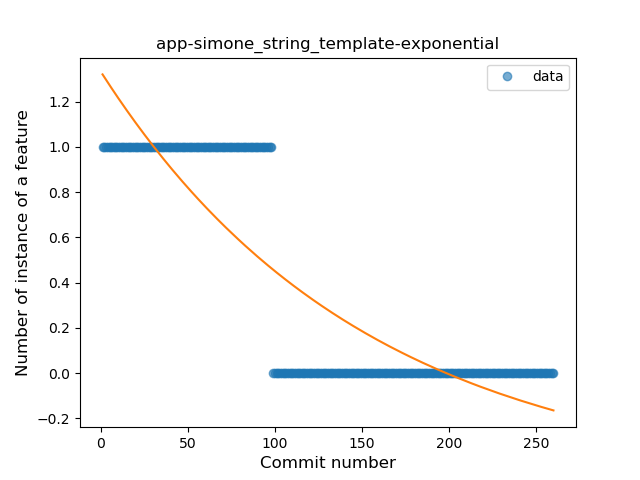 app-simone_string_template-exponential
data
Number of instance of a feature
1.2
1.0
0.8
0.6
0.4
0.2
0.0
−0.2
0 50 100 150 200 250
Commit number